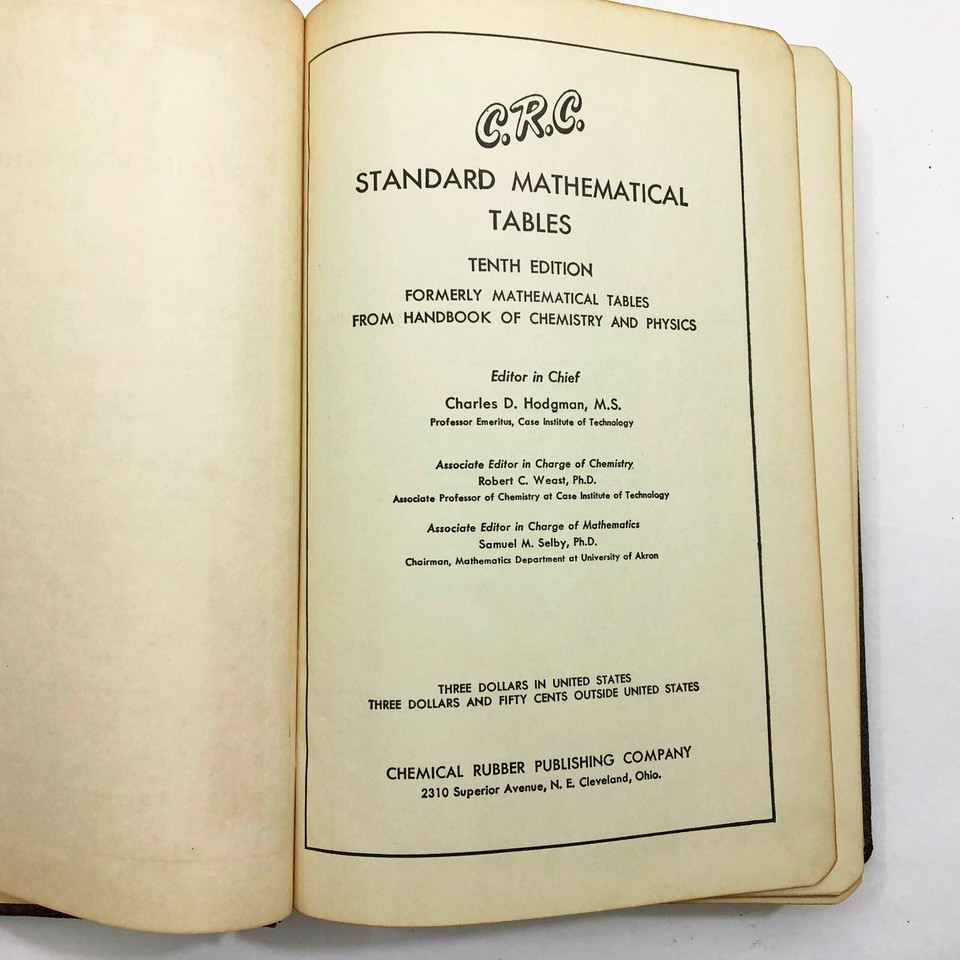 C.R.C.
STANDARD MATHEMATICAL
TABLES
TENTH EDITION
FORMERLY MATHEMATICAL TABLES
FROM HANDBOOK OF CHEMISTRY AND PHYSICS
Editor in Chief
Charles D. Hodgman, M.S.
Professor Emeritus, Case Institute of Technology
Associate Editor in Charge of Chemistry
Robert C. Weast, Ph.D.
Associate Professor of Chemistry at Case Institute of Technology
Associate Editor in Charge of Mathematics
Samuel M. Selby, Ph.D.
Chairman, Mathematics Department at University of Akron
THREE DOLLARS IN UNITED STATES
THREE DOLLARS AND FIFTY CENTS OUTSIDE UNITED STATES
CHEMICAL RUBBER PUBLISHING COMPANY
2310 Superior Avenue, N. E. Cleveland, Ohio.